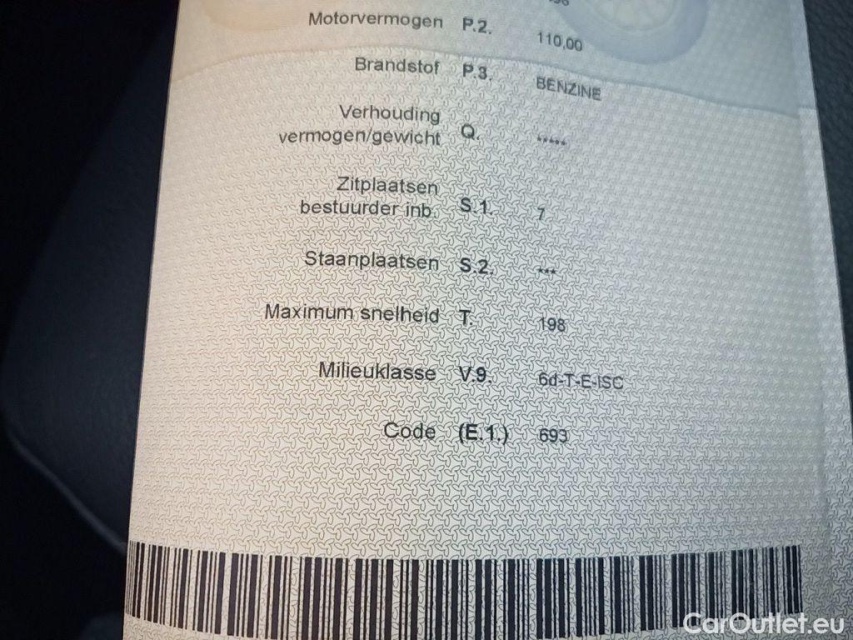 Motorvermogen P.2. 110,00
Brandstof P.3. BENZINE
Verhouding
vermogen/gewicht Q. *****
Zitplaatsen
bestuurder inb. S.1. 7
Staanplaatsen S.2. ***
Maximum snelheid T. 198
Milieuklasse V.9. 6d-T-E-ISC
Code (E.1.) 693
CarOutlet.eu